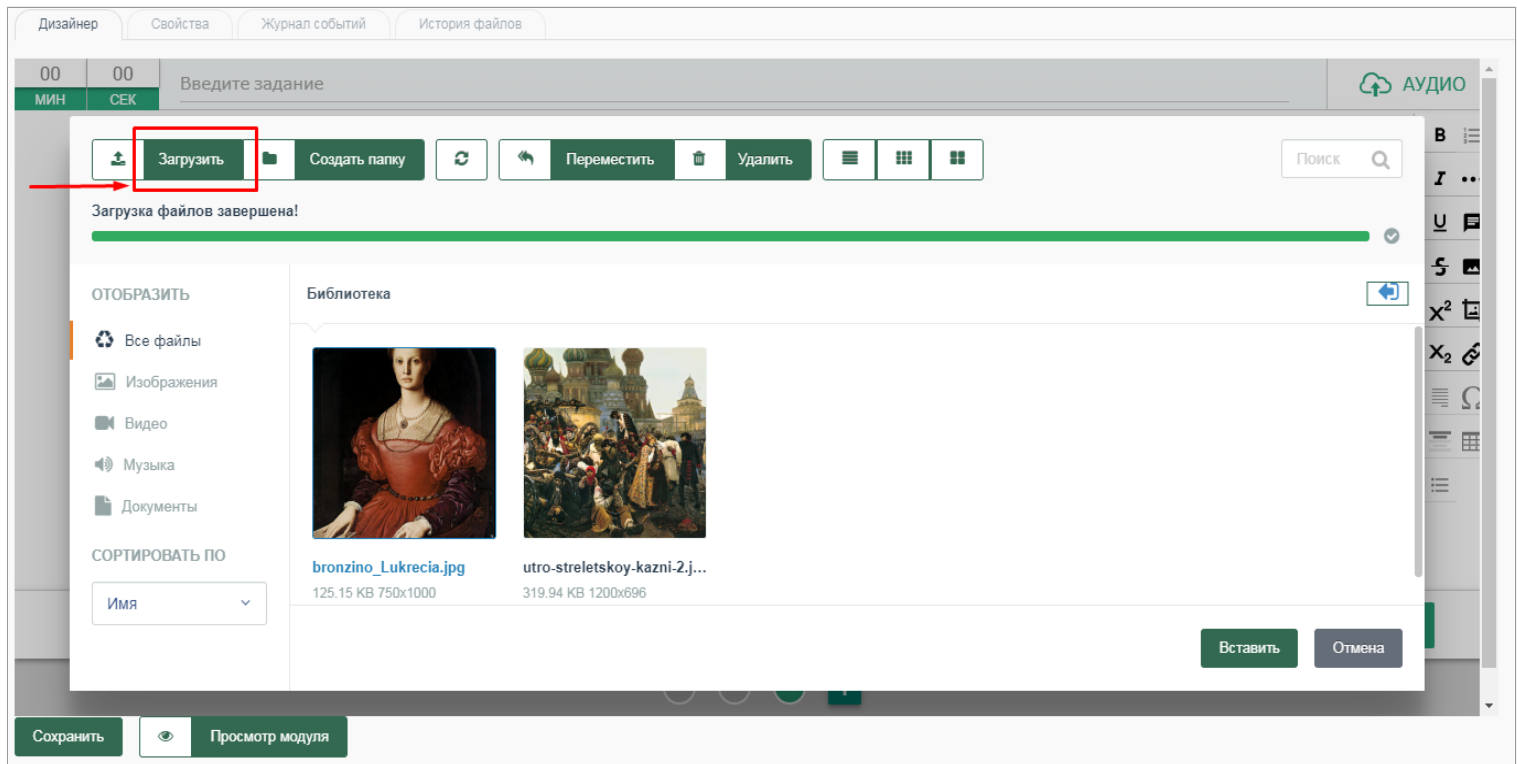 Дизайнер Свойства Журнал событий История файлов
00 00 Введите задание АУДИО
МИН СЕК
Загрузить Создать папку Переместить Удалить Поиск
Загрузка файлов завершена!
ОТОБРАЗИТЬ
Библиотека
Все файлы
Изображения
Видео
Музыка
Документы
СОРТИРОВАТЬ ПО
Имя
bronzino_Lukrecia.jpg utro-streletskoy-kazni-2.j...
125.15 KB 750x1000 319.94 KB 1200x696
Вставить Отмена
Сохранить Просмотр модуля
B
I
U
S
X²
X₂
Ω